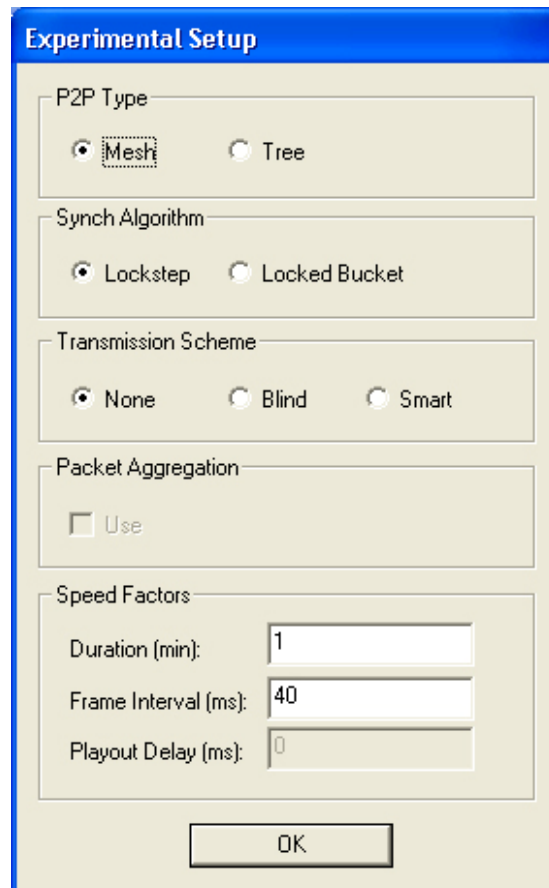 Experimental Setup
P2P Type
Mesh Tree
Synch Algorithm
Lockstep Locked Bucket
Transmission Scheme
None Blind Smart
Packet Aggregation
Use
Speed Factors
Duration (min): 1
Frame Interval (ms): 40
Playout Delay (ms): 0
OK